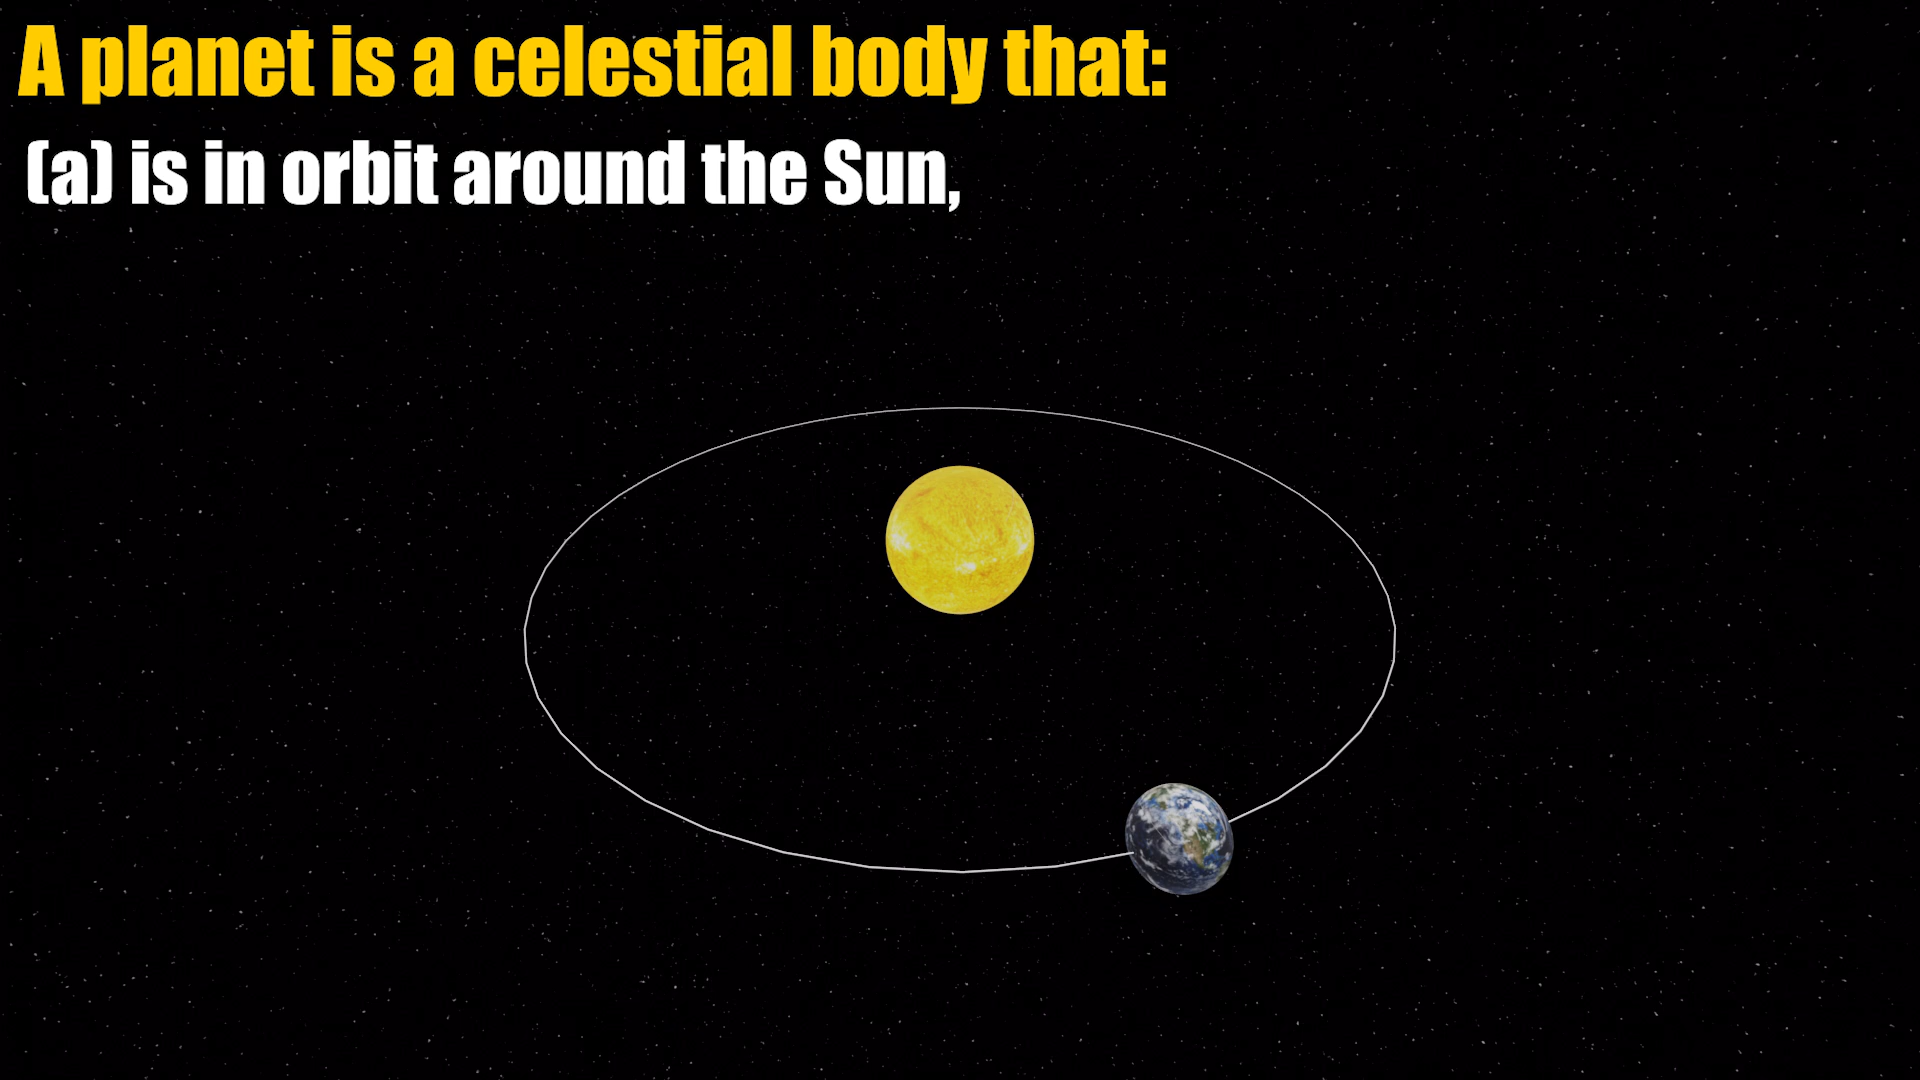 A planet is a celestial body that:
(a) is in orbit around the Sun,